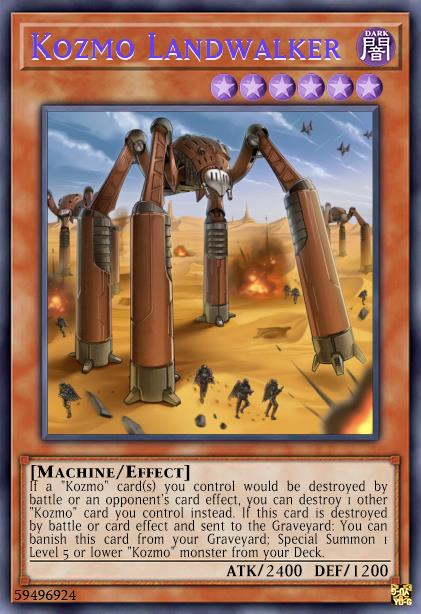 KOZMO LANDWALKER
DARK
闇
[MACHINE/EFFECT]
If a "Kozmo" card(s) you control would be destroyed by
battle or an opponent's card effect, you can destroy 1 other
"Kozmo" card you control instead. If this card is destroyed
by battle or card effect and sent to the Graveyard: You can
banish this card from your Graveyard; Special Summon 1
Level 5 or lower "Kozmo" monster from your Deck.
ATK/2400 DEF/1200
59496924